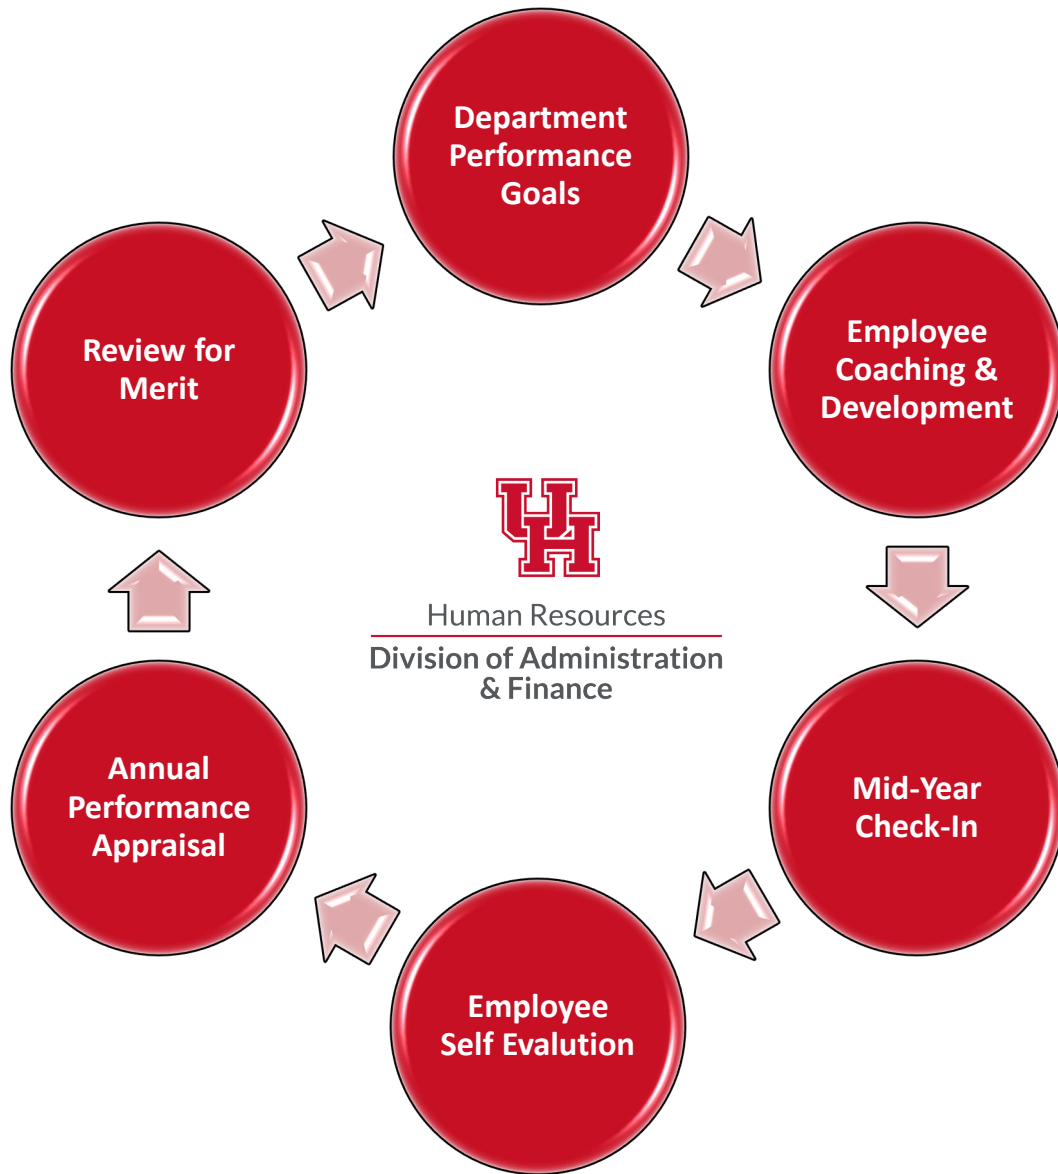 Department
Performance
Goals
Employee
Coaching &
Development
Mid-Year
Check-In
Employee
Self Evalution
Annual
Performance
Appraisal
Review for
Merit
UH
Human Resources
Division of Administration
& Finance